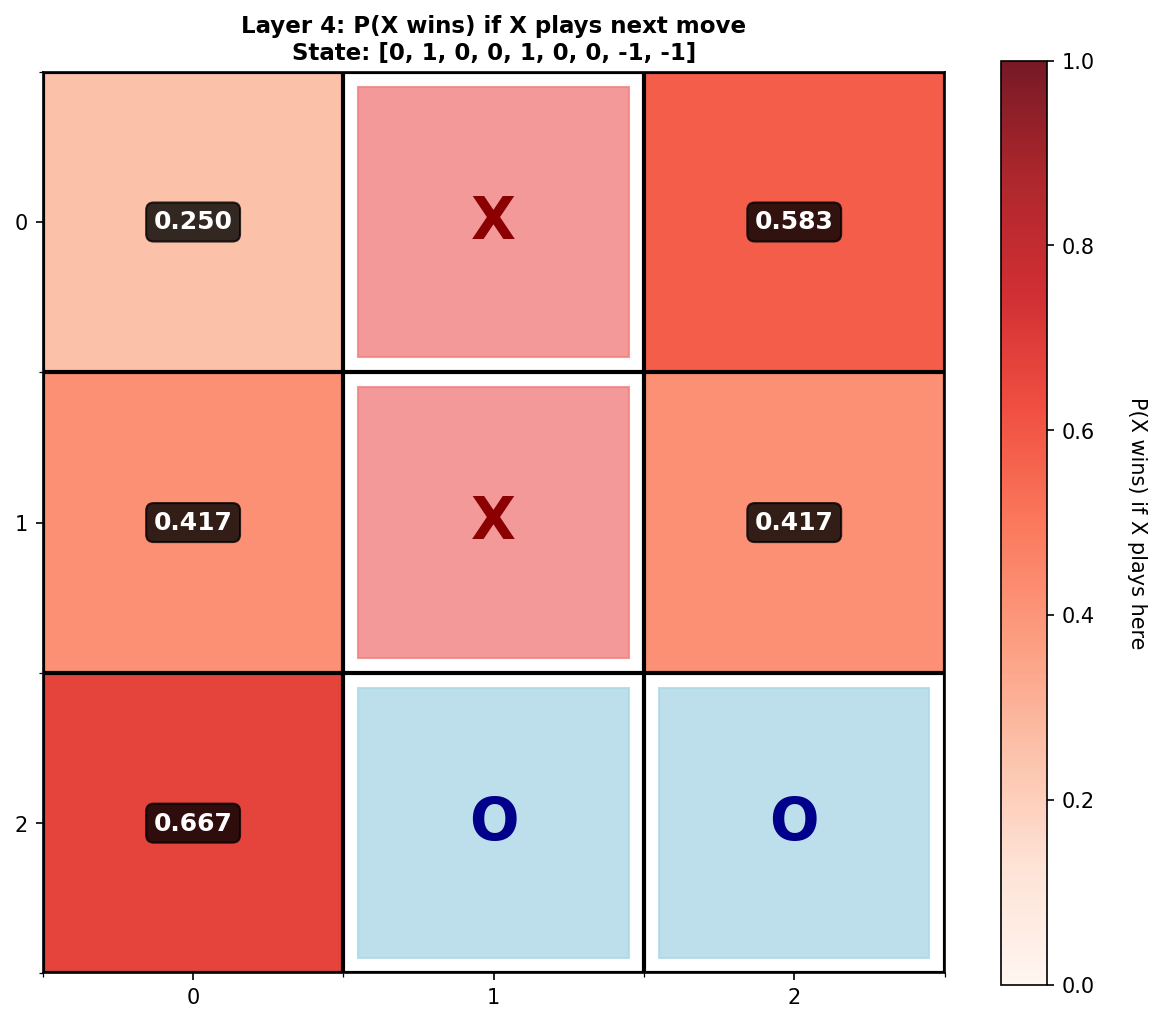 Layer 4: P(X wins) if X plays next move
State: [0, 1, 0, 0, 1, 0, 0, -1, -1]
0
0.250
X
0.583
1
0.417
X
0.417
2
0.667
O
O
0
1
2
1.0
0.8
0.6
0.4
0.2
0.0
P(X wins) if X plays here